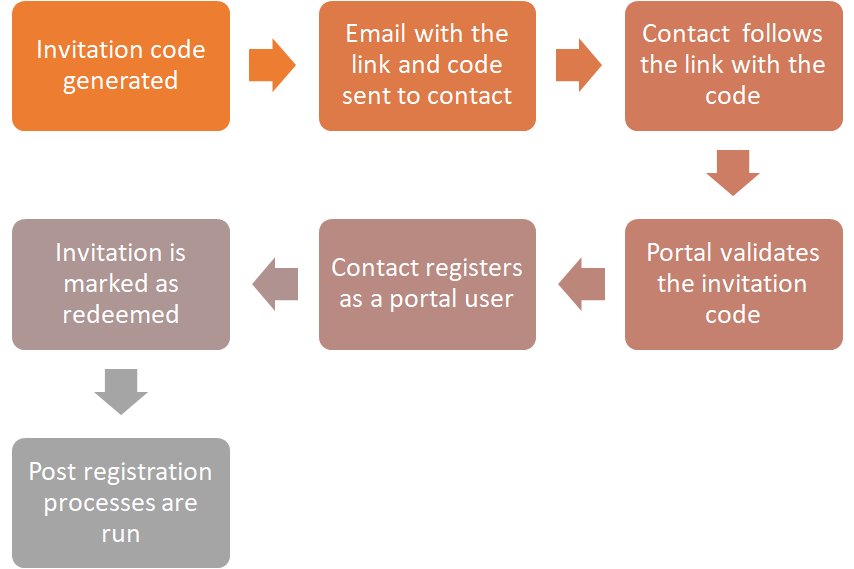 Invitation code
generated
Email with the
link and code
sent to contact
Contact follows
the link with the
code
Portal validates
the invitation
code
Contact registers
as a portal user
Invitation is
marked as
redeemed
Post registration
processes are
run